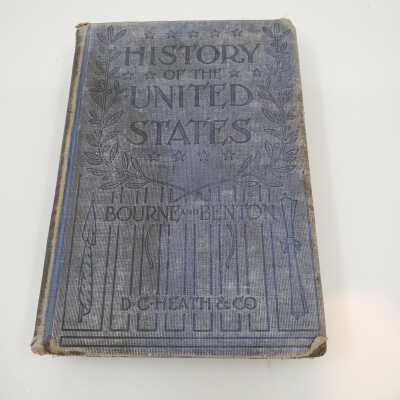 HISTORY
OF THE
UNITED
STATES
BOURNE AND BENTON
D·C·HEATH & CO